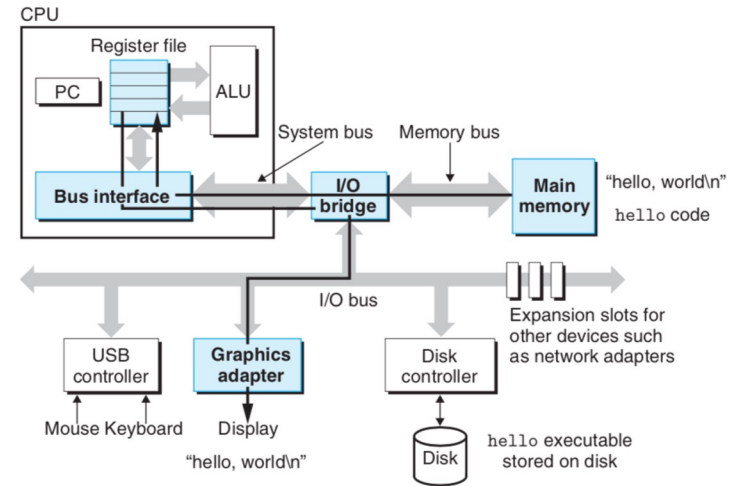 CPU
Register file
PC
ALU
System bus
Memory bus
Bus interface
I/O
bridge
Main
memory
“hello, world\n”
hello code
I/O bus
Expansion slots for
other devices such
as network adapters
USB
controller
Graphics
adapter
Disk
controller
Mouse Keyboard
Display
“hello, world\n”
Disk
hello executable
stored on disk